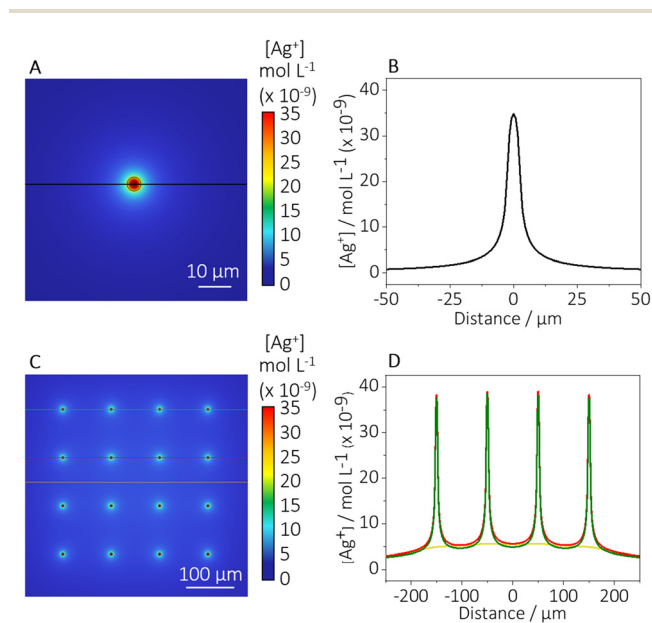 A
[Ag⁺]
mol L⁻¹
(x 10⁻⁹)
35
30
25
20
15
10
5
0
10 µm
B
[Ag⁺] / mol L⁻¹ (x 10⁻⁹)
40
30
20
10
0
-50
-25
0
25
50
Distance / µm
C
[Ag⁺]
mol L⁻¹
(x 10⁻⁹)
35
30
25
20
15
10
5
0
100 µm
D
[Ag⁺] / mol L⁻¹ (x 10⁻⁹)
40
30
20
10
0
-200
-100
0
100
200
Distance / µm